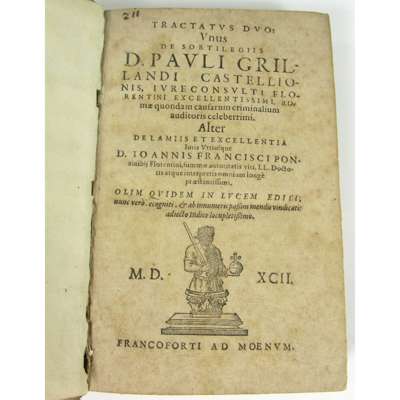 211
TRACTATVS DVO:
Vnus
DE SORTILEGIIS
D. PAVLI GRIL-
LANDI CASTELLIO-
NIS, IVRECONSVLTI FLO-
RENTINI EXCELLENTISSIMI, RO-
mæ quondam causarum criminalium
auditoris celeberrimi.
Alter
DE LAMIIS ET EXCELLENTIA
Iuris Vtriusque
D. IOANNIS FRANCISCI PON-
zinibij Florentini, summæ autoritatis viri, LL. Docto-
ris atque interpretis omnium longè
præstantissimi,
OLIM QVIDEM IN LVCEM EDITI;
nunc verò recogniti, & ab innumeris passim mendis vindicati:
adiecto Indice locupletissimo.
M. D. XCII.
FRANCOFORTI AD MOENVM.